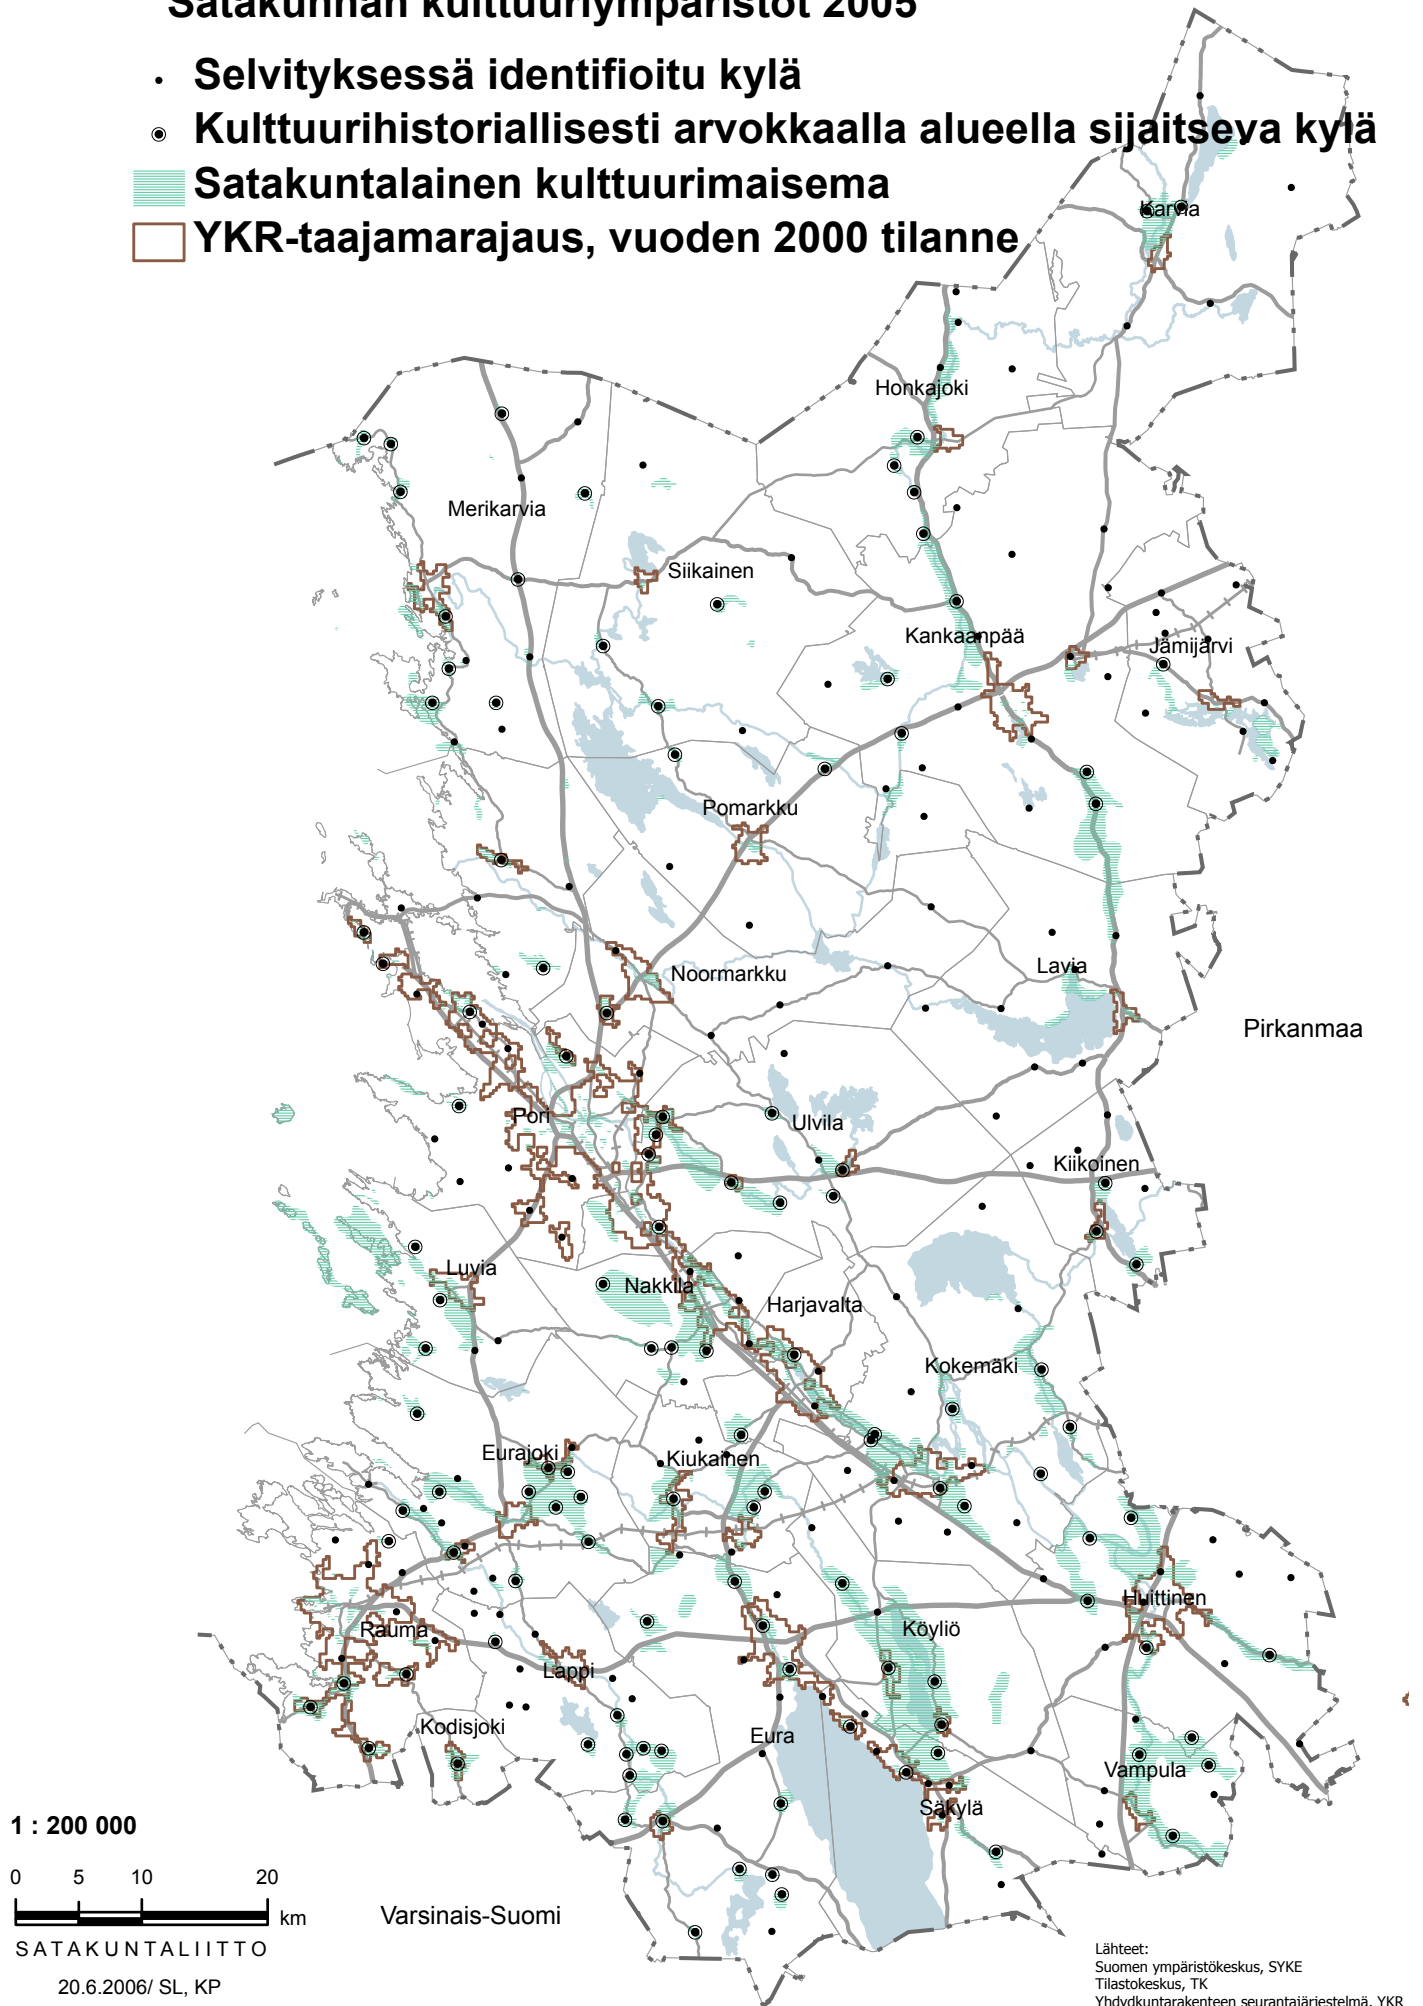 Satakunnan kulttuuriympäristöt 2005
Selvityksessä identifioitu kylä
Kulttuurihistoriallisesti arvokkaalla alueella sijaitseva kylä
Satakuntalainen kulttuurimaisema
YKR-taajamarajaus, vuoden 2000 tilanne
Karvia
Honkajoki
Merikarvia
Siikainen
Kankaanpää
Jämijärvi
Pomarkku
Noormarkku
Lavia
Pirkanmaa
Pori
Ulvila
Kiikoinen
Luvia
Nakkila
Harjavalta
Kokemäki
Eurajoki
Kiukainen
Huittinen
Rauma
Köyliö
Lappi
Kodisjoki
Eura
Vampula
Säkylä
1 : 200 000
0 5 10 20
km
SATAKUNTALIITTO
20.6.2006/ SL, KP
Varsinais-Suomi
Lähteet:
Suomen ympäristökeskus, SYKE
Tilastokeskus, TK
Yhdydkuntarakenteen seurantajärjestelmä, YKR